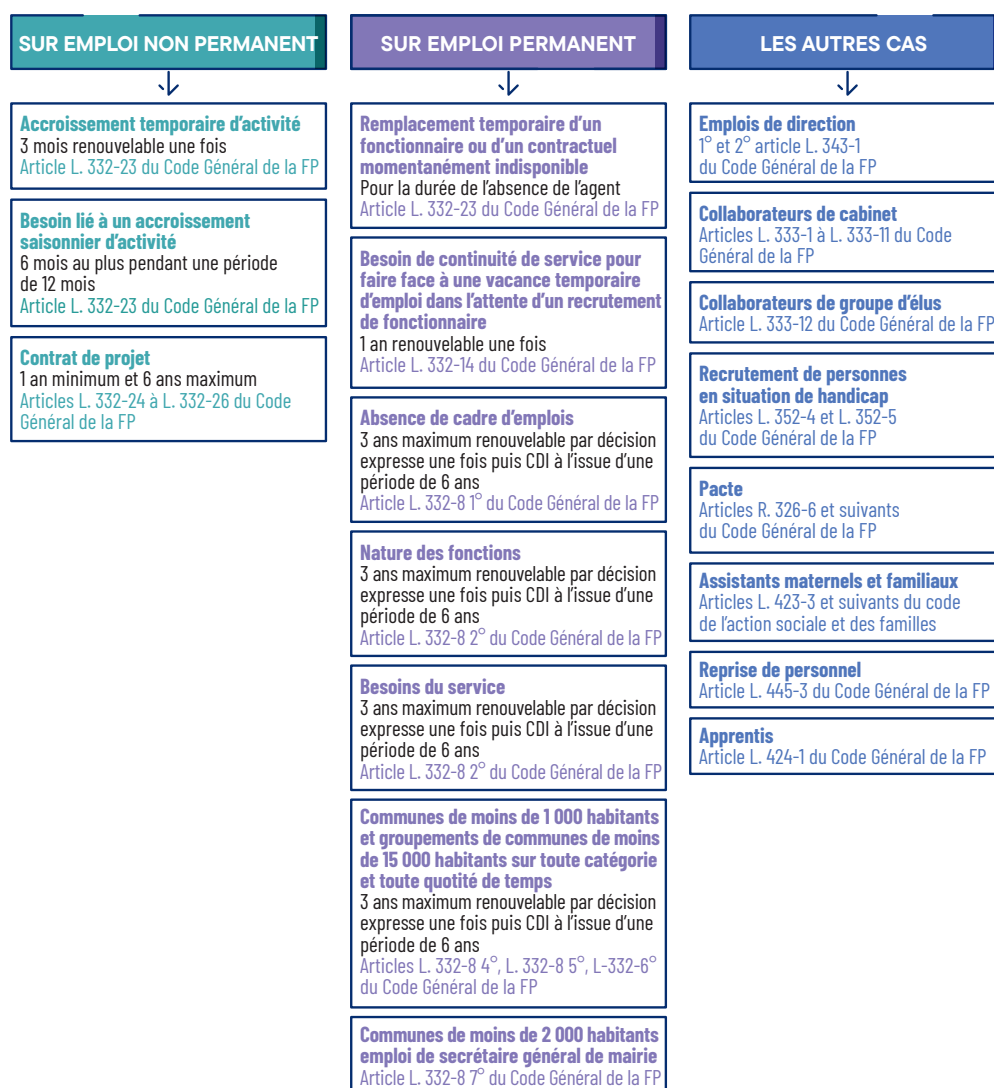 SUR EMPLOI NON PERMANENT
Accroissement temporaire d'activité
3 mois renouvelable une fois
Article L. 332-23 du Code Général de la FP
Besoin lié à un accroissement
saisonnier d'activité
6 mois au plus pendant une période
de 12 mois
Article L. 332-23 du Code Général de la FP
Contrat de projet
1 an minimum et 6 ans maximum
Articles L. 332-24 à L. 332-26 du Code
Général de la FP
SUR EMPLOI PERMANENT
Remplacement temporaire d'un
fonctionnaire ou d'un contractuel
momentanément indisponible
Pour la durée de l'absence de l'agent
Article L. 332-23 du Code Général de la FP
Besoin de continuité de service pour
faire face à une vacance temporaire
d'emploi dans l'attente d'un recrutement
de fonctionnaire
1 an renouvelable une fois
Article L. 332-14 du Code Général de la FP
Absence de cadre d'emplois
3 ans maximum renouvelable par décision
expresse une fois puis CDI à l'issue d'une
période de 6 ans
Article L. 332-8 1° du Code Général de la FP
Nature des fonctions
3 ans maximum renouvelable par décision
expresse une fois puis CDI à l'issue d'une
période de 6 ans
Article L. 332-8 2° du Code Général de la FP
Besoins du service
3 ans maximum renouvelable par décision
expresse une fois puis CDI à l'issue d'une
période de 6 ans
Article L. 332-8 2° du Code Général de la FP
Communes de moins de 1 000 habitants
et groupements de communes de moins
de 15 000 habitants sur toute catégorie
et toute quotité de temps
3 ans maximum renouvelable par décision
expresse une fois puis CDI à l'issue d'une
période de 6 ans
Articles L. 332-8 4°, L. 332-8 5°, L-332-6°
du Code Général de la FP
Communes de moins de 2 000 habitants
emploi de secrétaire général de mairie
Article L. 332-8 7° du Code Général de la FP
LES AUTRES CAS
Emplois de direction
1° et 2° article L. 343-1
du Code Général de la FP
Collaborateurs de cabinet
Articles L. 333-1 à L. 333-11 du Code
Général de la FP
Collaborateurs de groupe d'élus
Article L. 333-12 du Code Général de la FP
Recrutement de personnes
en situation de handicap
Articles L. 352-4 et L. 352-5
du Code Général de la FP
Pacte
Articles R. 326-6 et suivants
du Code Général de la FP
Assistants maternels et familiaux
Articles L. 423-3 et suivants du code
de l'action sociale et des familles
Reprise de personnel
Article L. 445-3 du Code Général de la FP
Apprentis
Article L. 424-1 du Code Général de la FP